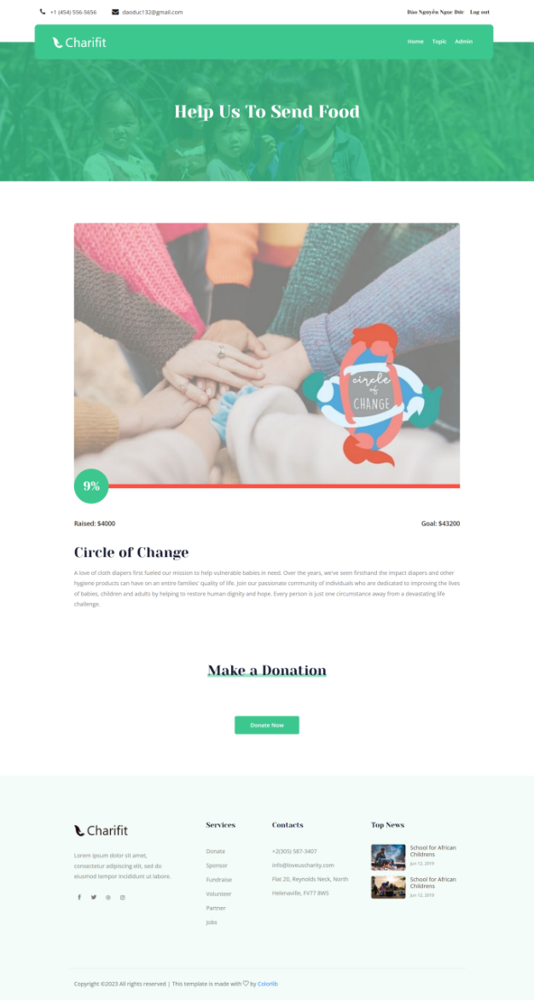 +1 (454) 556-5656 daoduc132@gmail.com Đào Nguyễn Ngọc Đức Log out
Charifit Home Topic Admin
Help Us To Send Food
circle
of
CHANGE
9%
Raised: $4000 Goal: $43200
Circle of Change
A love of cloth diapers first fueled our mission to help vulnerable babies in need. Over the years, we've seen firsthand the impact diapers and other
hygiene products can have on an entire families' quality of life. Join our passionate community of individuals who are dedicated to improving the lives
of babies, children and adults by helping to restore human dignity and hope. Every person is just one circumstance away from a devastating life
challenge.
Make a Donation
Donate Now
Charifit
Lorem ipsum dolor sit amet,
consectetur adipiscing elit, sed do
eiusmod tempor incididunt ut labore.
Services
Donate
Sponsor
Fundraise
Volunteer
Partner
Jobs
Contacts
+2(305) 587-3407
info@loveuscharity.com
Flat 20, Reynolds Neck, North
Helenaville, FV77 8WS
Top News
School for African
Childrens
Jun 12, 2019
School for African
Childrens
Jun 12, 2019
Copyright ©2023 All rights reserved | This template is made with ♡ by Colorlib